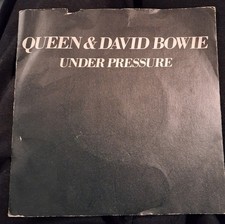 QUEEN & DAVID BOWIE
UNDER PRESSURE